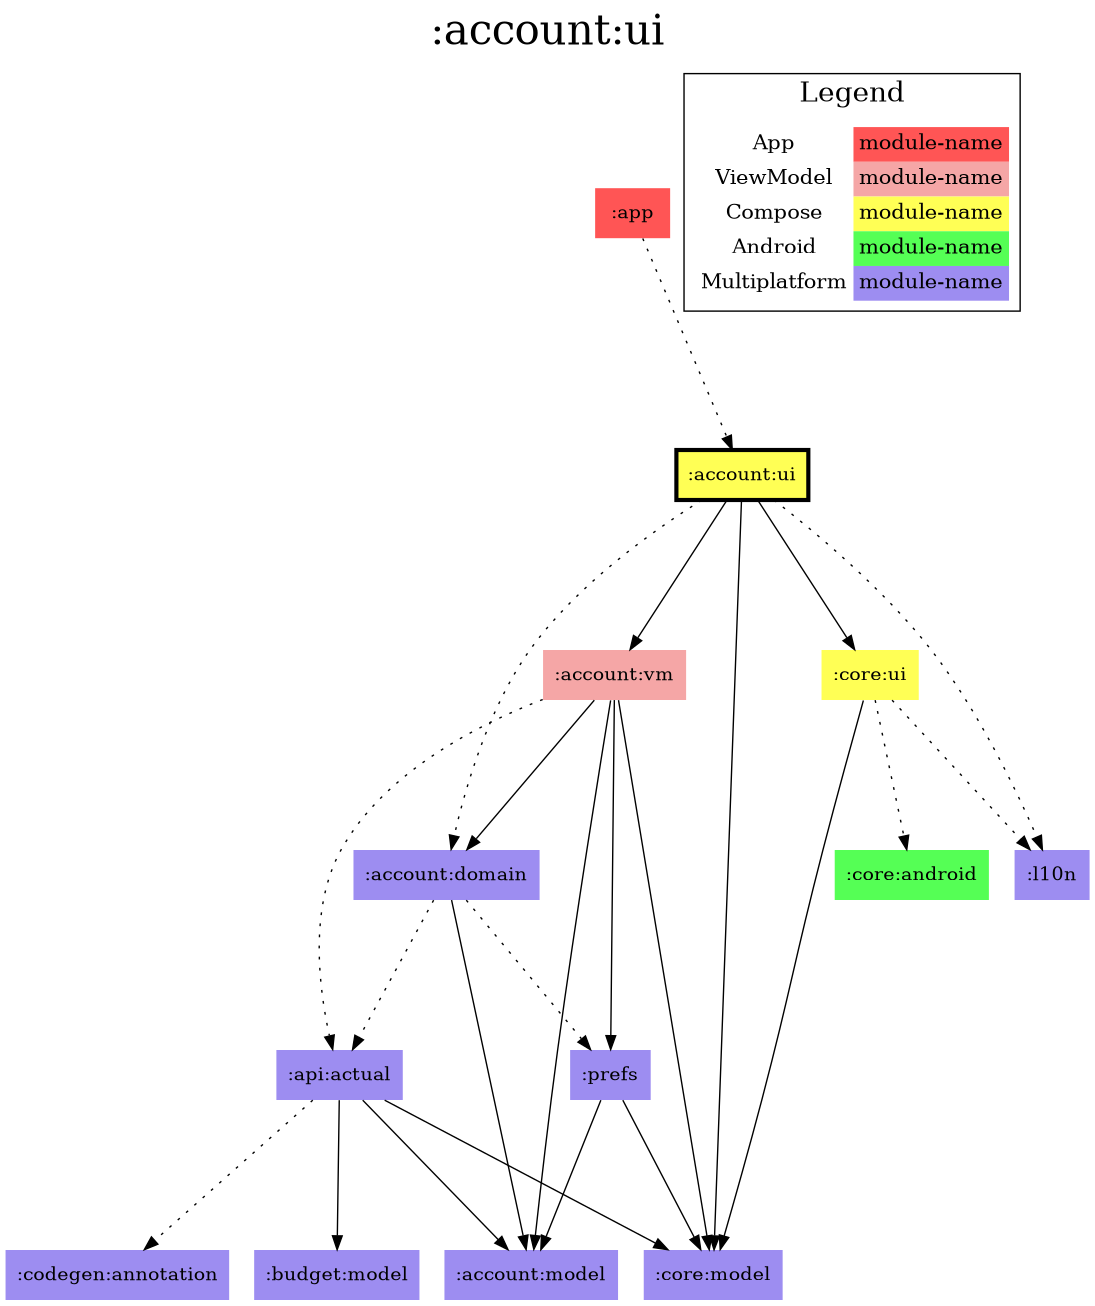 :account:ui
Legend
App module-name
ViewModel module-name
Compose module-name
Android module-name
Multiplatform module-name
:app
:account:ui
:account:vm
:core:ui
:account:domain
:core:android
:l10n
:api:actual
:prefs
:codegen:annotation
:budget:model
:account:model
:core:model